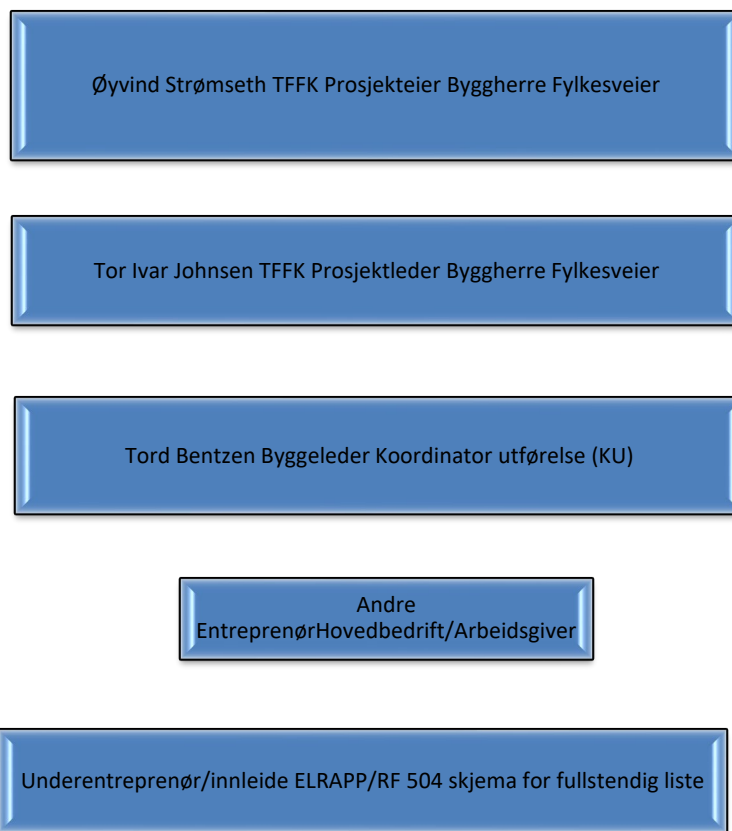 Øyvind Strømseth TFFK Prosjekteier Byggherre Fylkesveier
Tor Ivar Johnsen TFFK Prosjektleder Byggherre Fylkesveier
Tord Bentzen Byggeleder Koordinator utførelse (KU)
Andre
EntreprenørHovedbedrift/Arbeidsgiver
Underentreprenør/innleide ELRAPP/RF 504 skjema for fullstendig liste